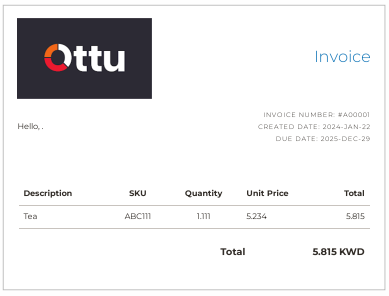 Ottu
Invoice
INVOICE NUMBER: #A00001
CREATED DATE: 2024-JAN-22
DUE DATE: 2025-DEC-29
Hello, .
Description SKU Quantity Unit Price Total
Tea ABC111 1.111 5.234 5.815
Total 5.815 KWD